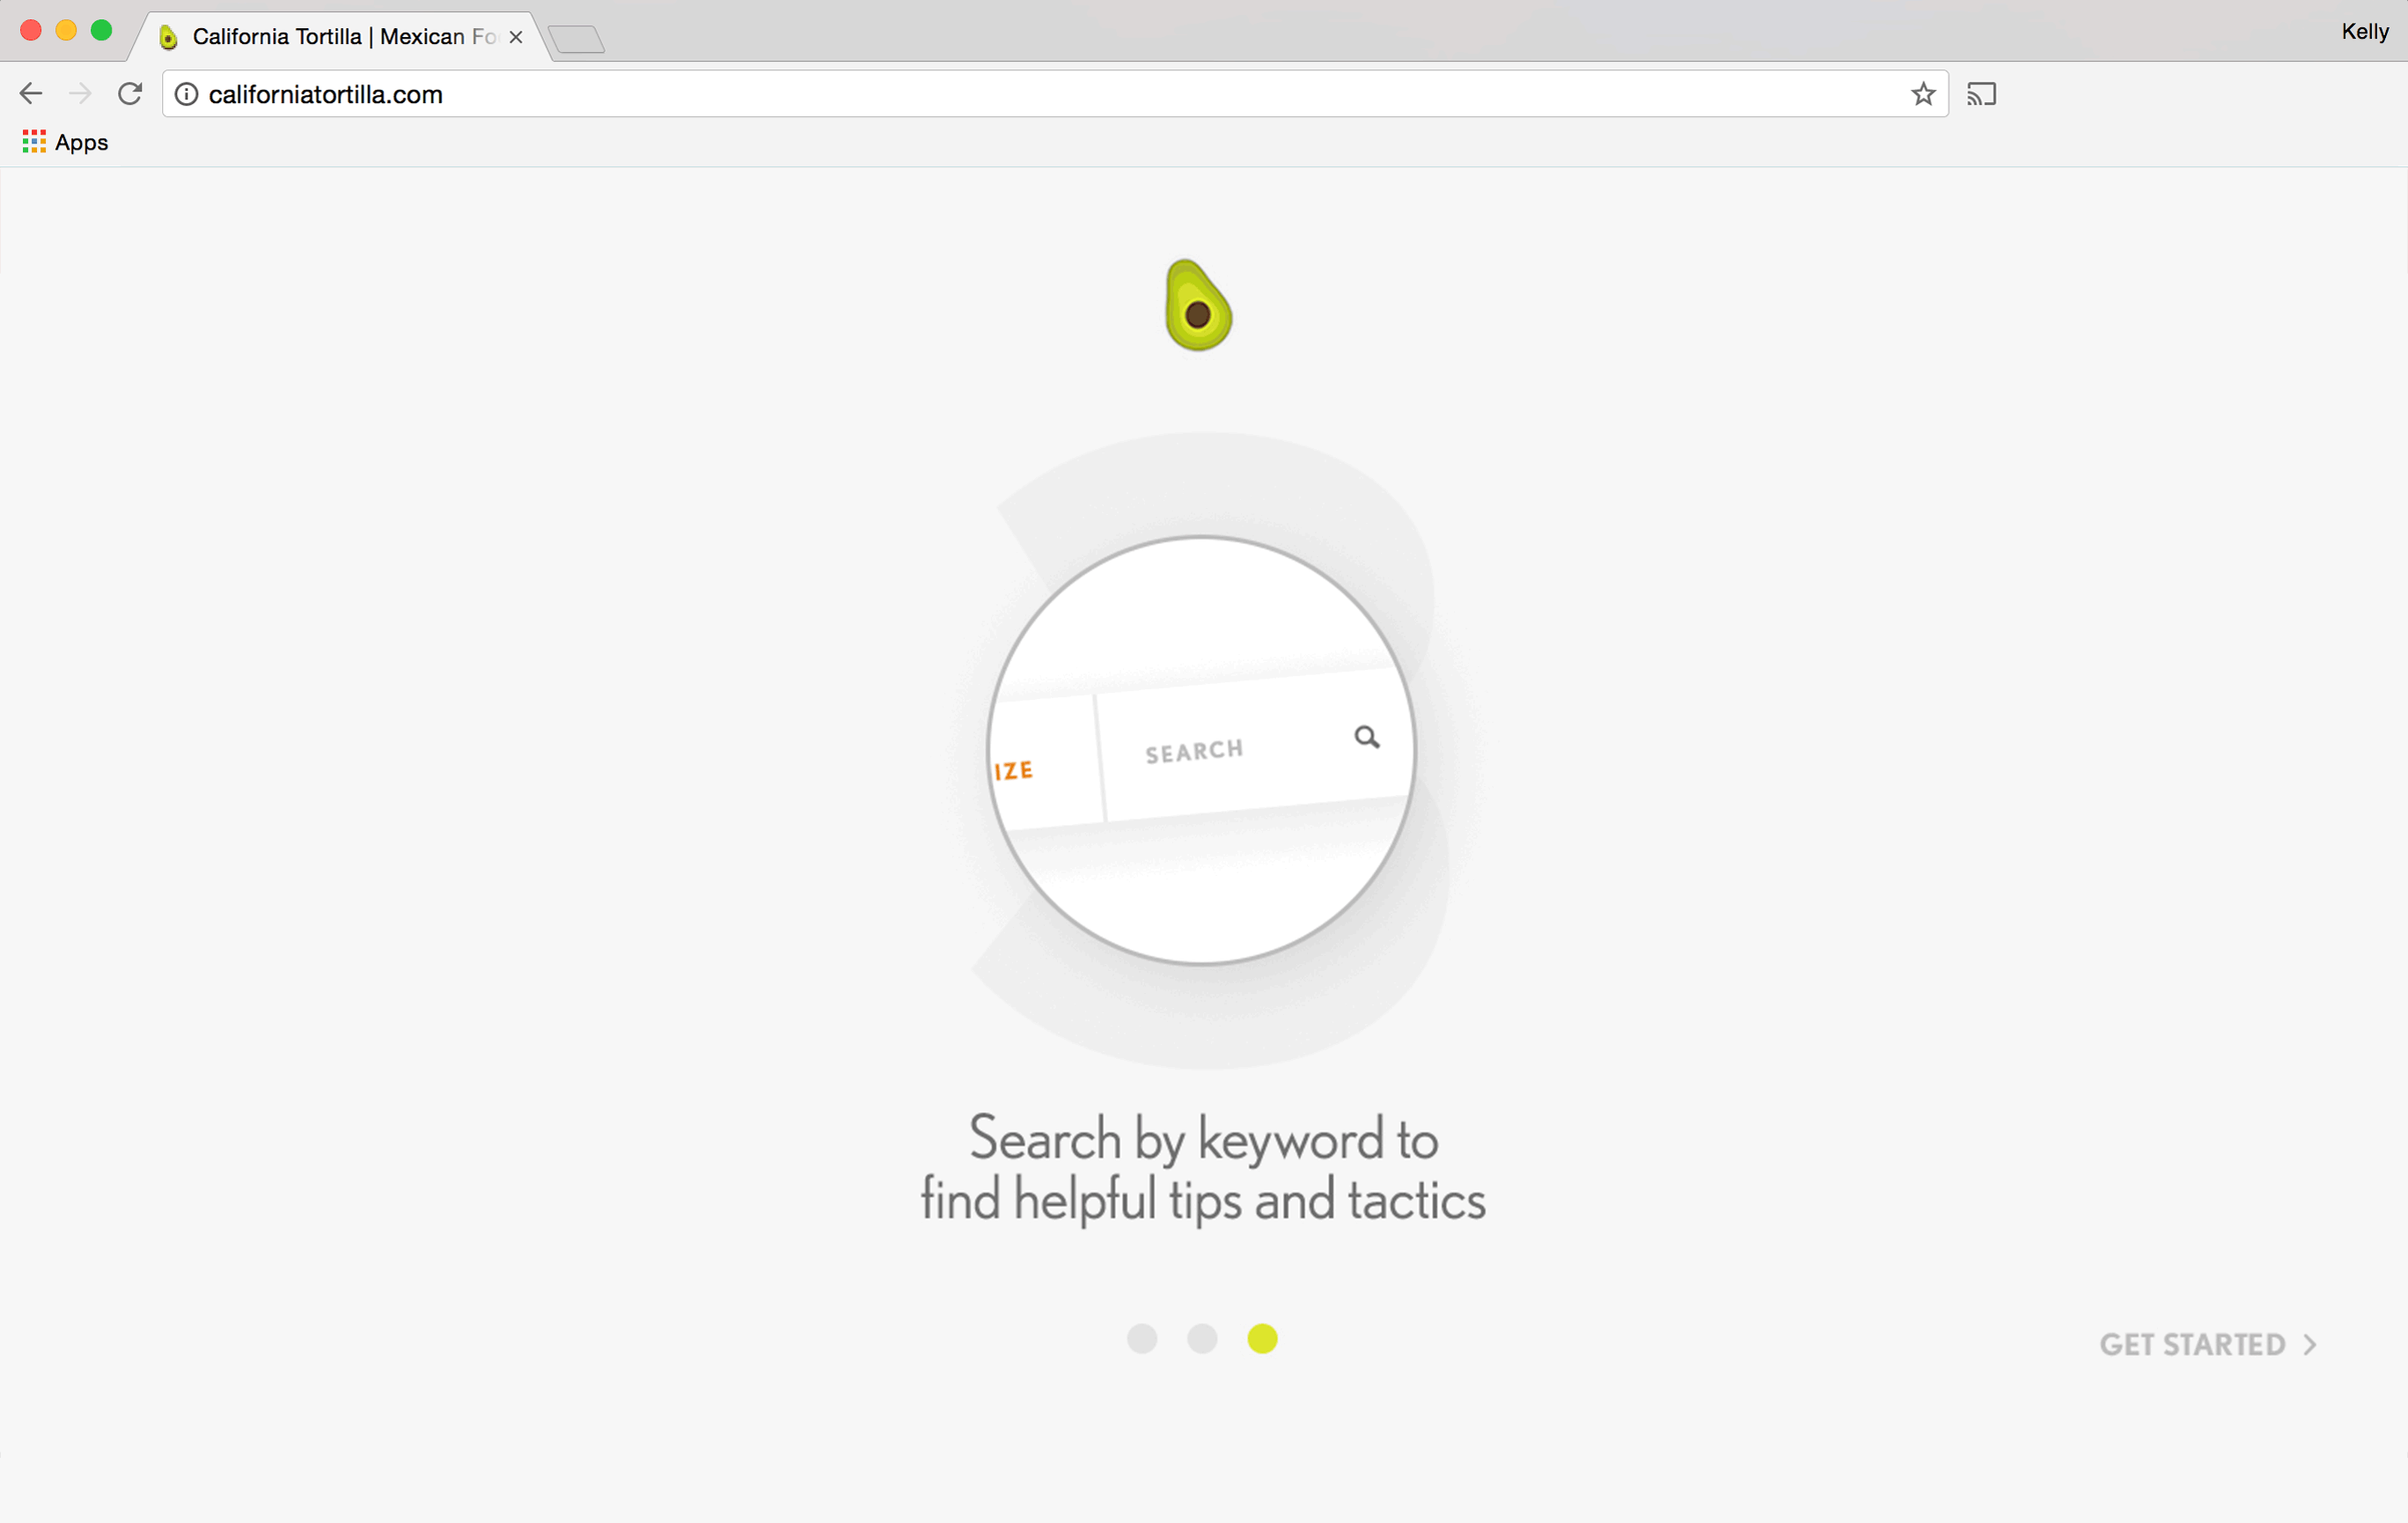 California Tortilla | Mexican Fo
Kelly
californiatortilla.com
Apps
IZE
SEARCH
Search by keyword to
find helpful tips and tactics
GET STARTED